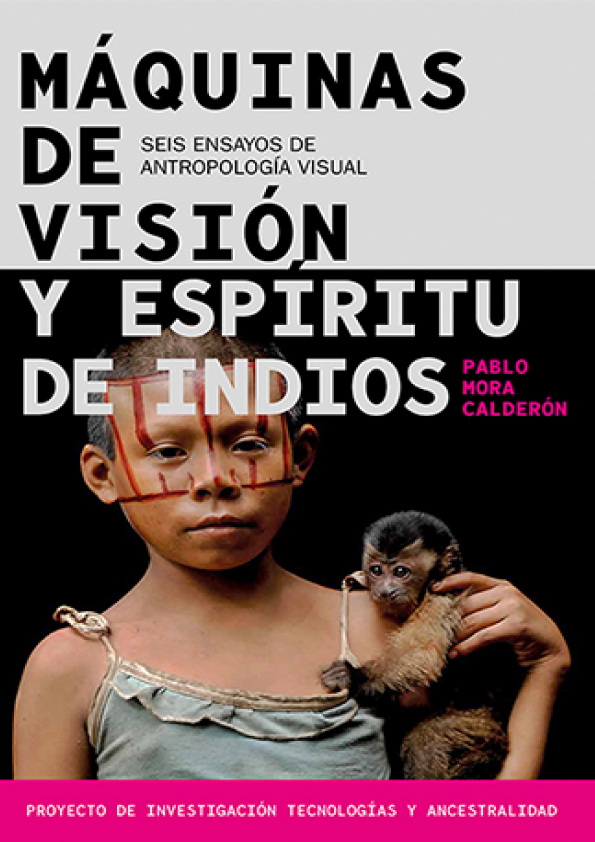 MÁQUINAS
DE
SEIS ENSAYOS DE
ANTROPOLOGÍA VISUAL
VISIÓN
Y ESPÍRITU
DE INDIOS
PABLO
MORA
CALDERÓN
PROYECTO DE INVESTIGACIÓN TECNOLOGÍAS Y ANCESTRALIDAD